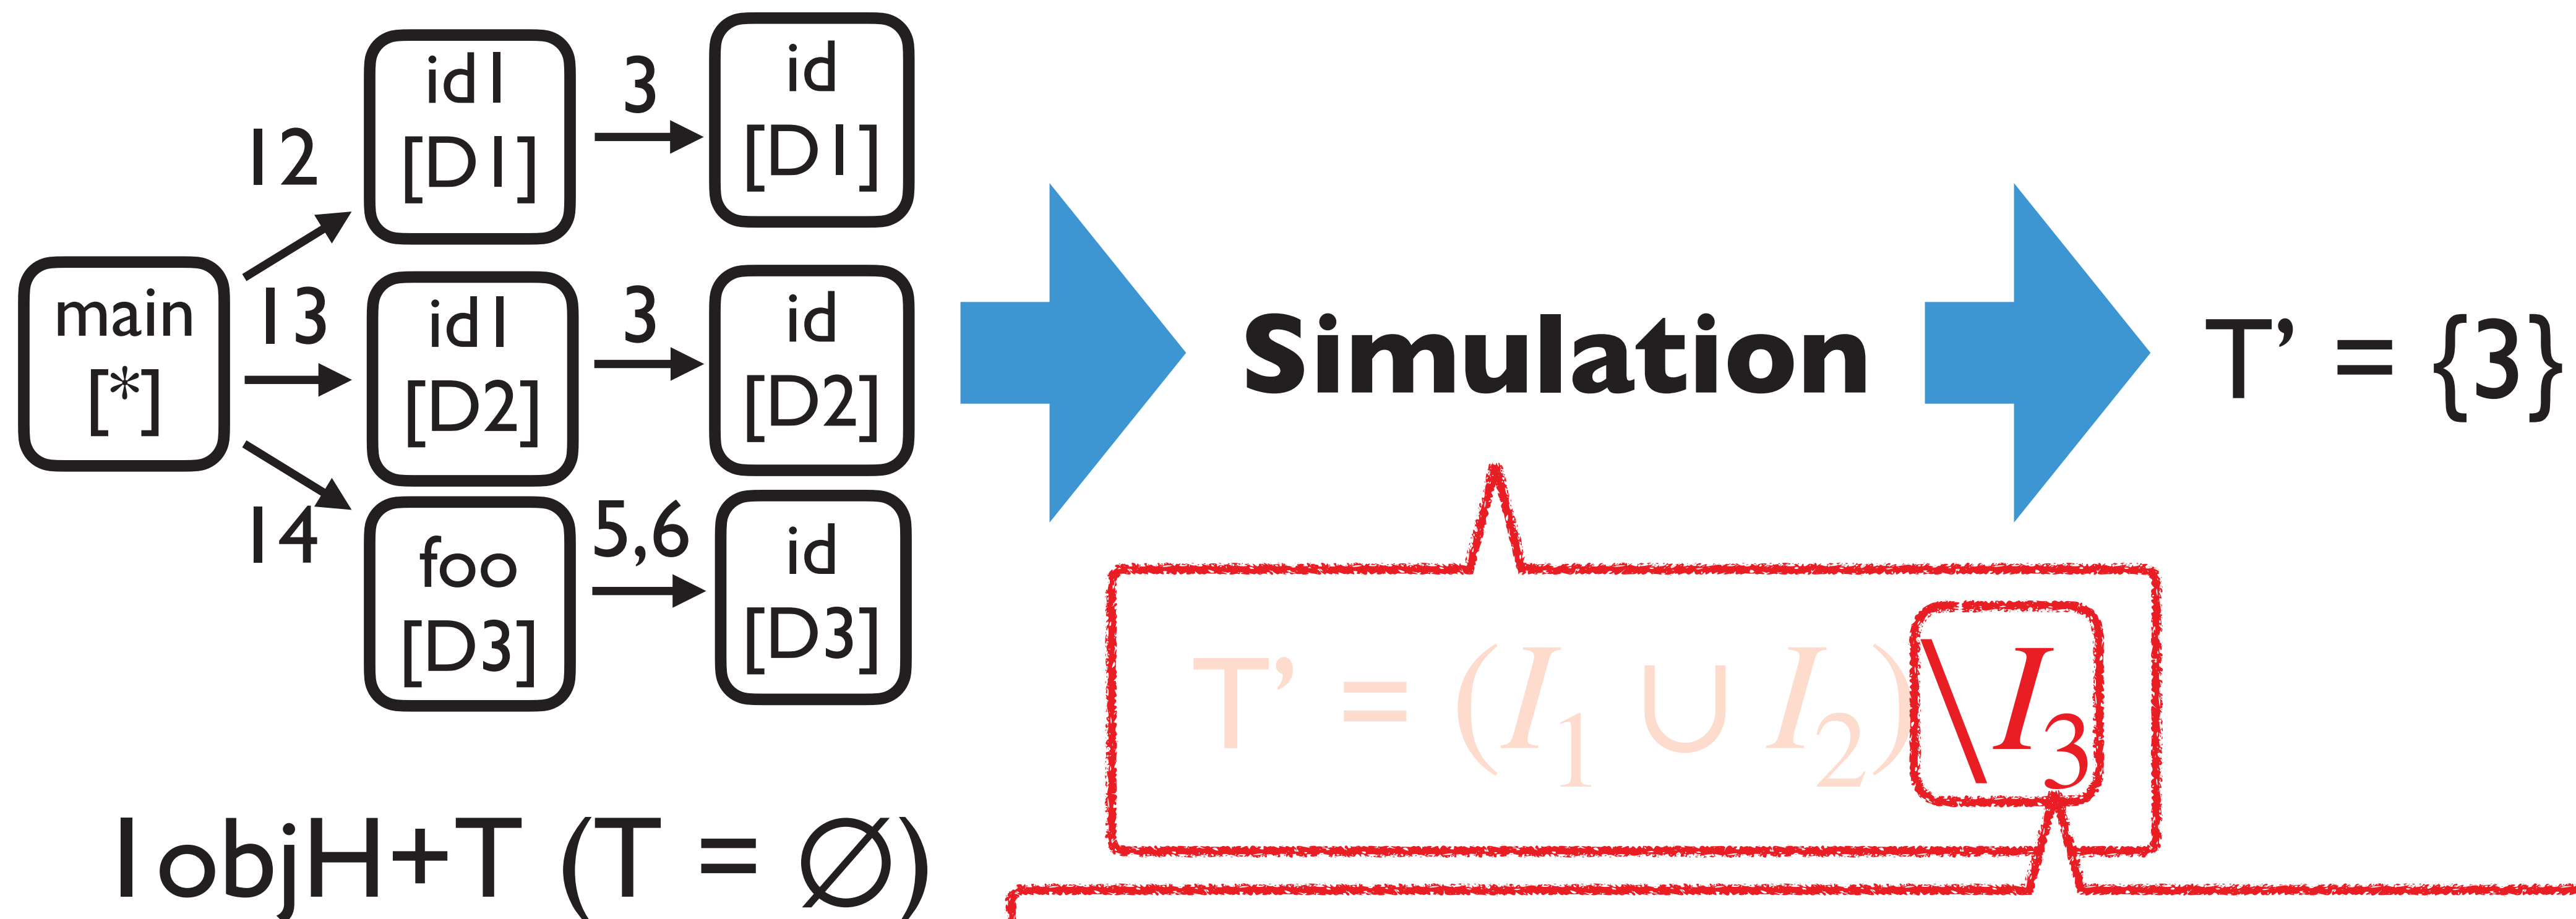 id1
[D1]
3
id
[D1]
12
main
[*]
13
id1
[D2]
3
id
[D2]
14
foo
[D3]
5,6
id
[D3]
Simulation
T’ = {3}
T’ = (I₁ ∪ I₂)\I₃
1objH+T (T = ∅)